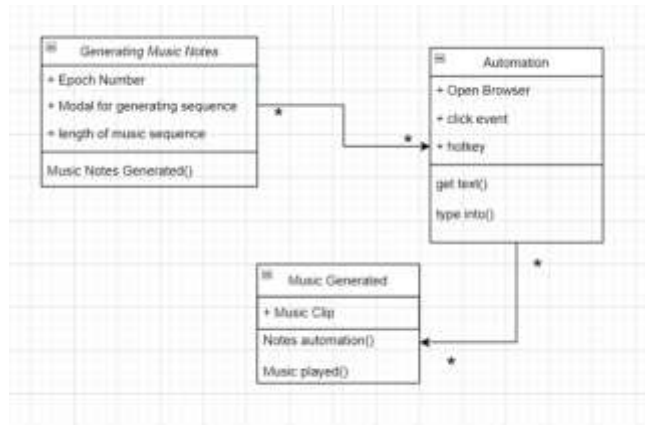 Generating Music Notes
+ Epoch Number
+ Modal for generating sequence
+ length of music sequence
Music Notes Generated()
*
*
Automation
+ Open Browser
+ click event
+ hotkey
get text()
type into()
*
*
Music Generated
+ Music Clip
Notes automation()
Music played()